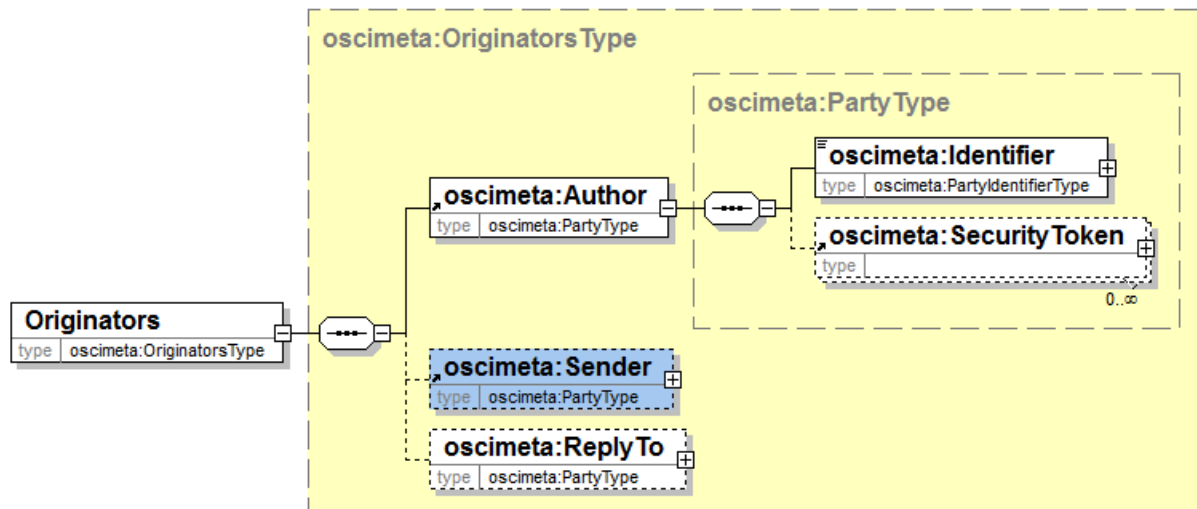 oscimeta:OriginatorsType
oscimeta:PartyType
oscimeta:Identifier
type oscimeta:PartyIdentifierType
oscimeta:Author
type oscimeta:PartyType
oscimeta:SecurityToken
type
0..∞
Originators
type oscimeta:OriginatorsType
oscimeta:Sender
type oscimeta:PartyType
oscimeta:ReplyTo
type oscimeta:PartyType